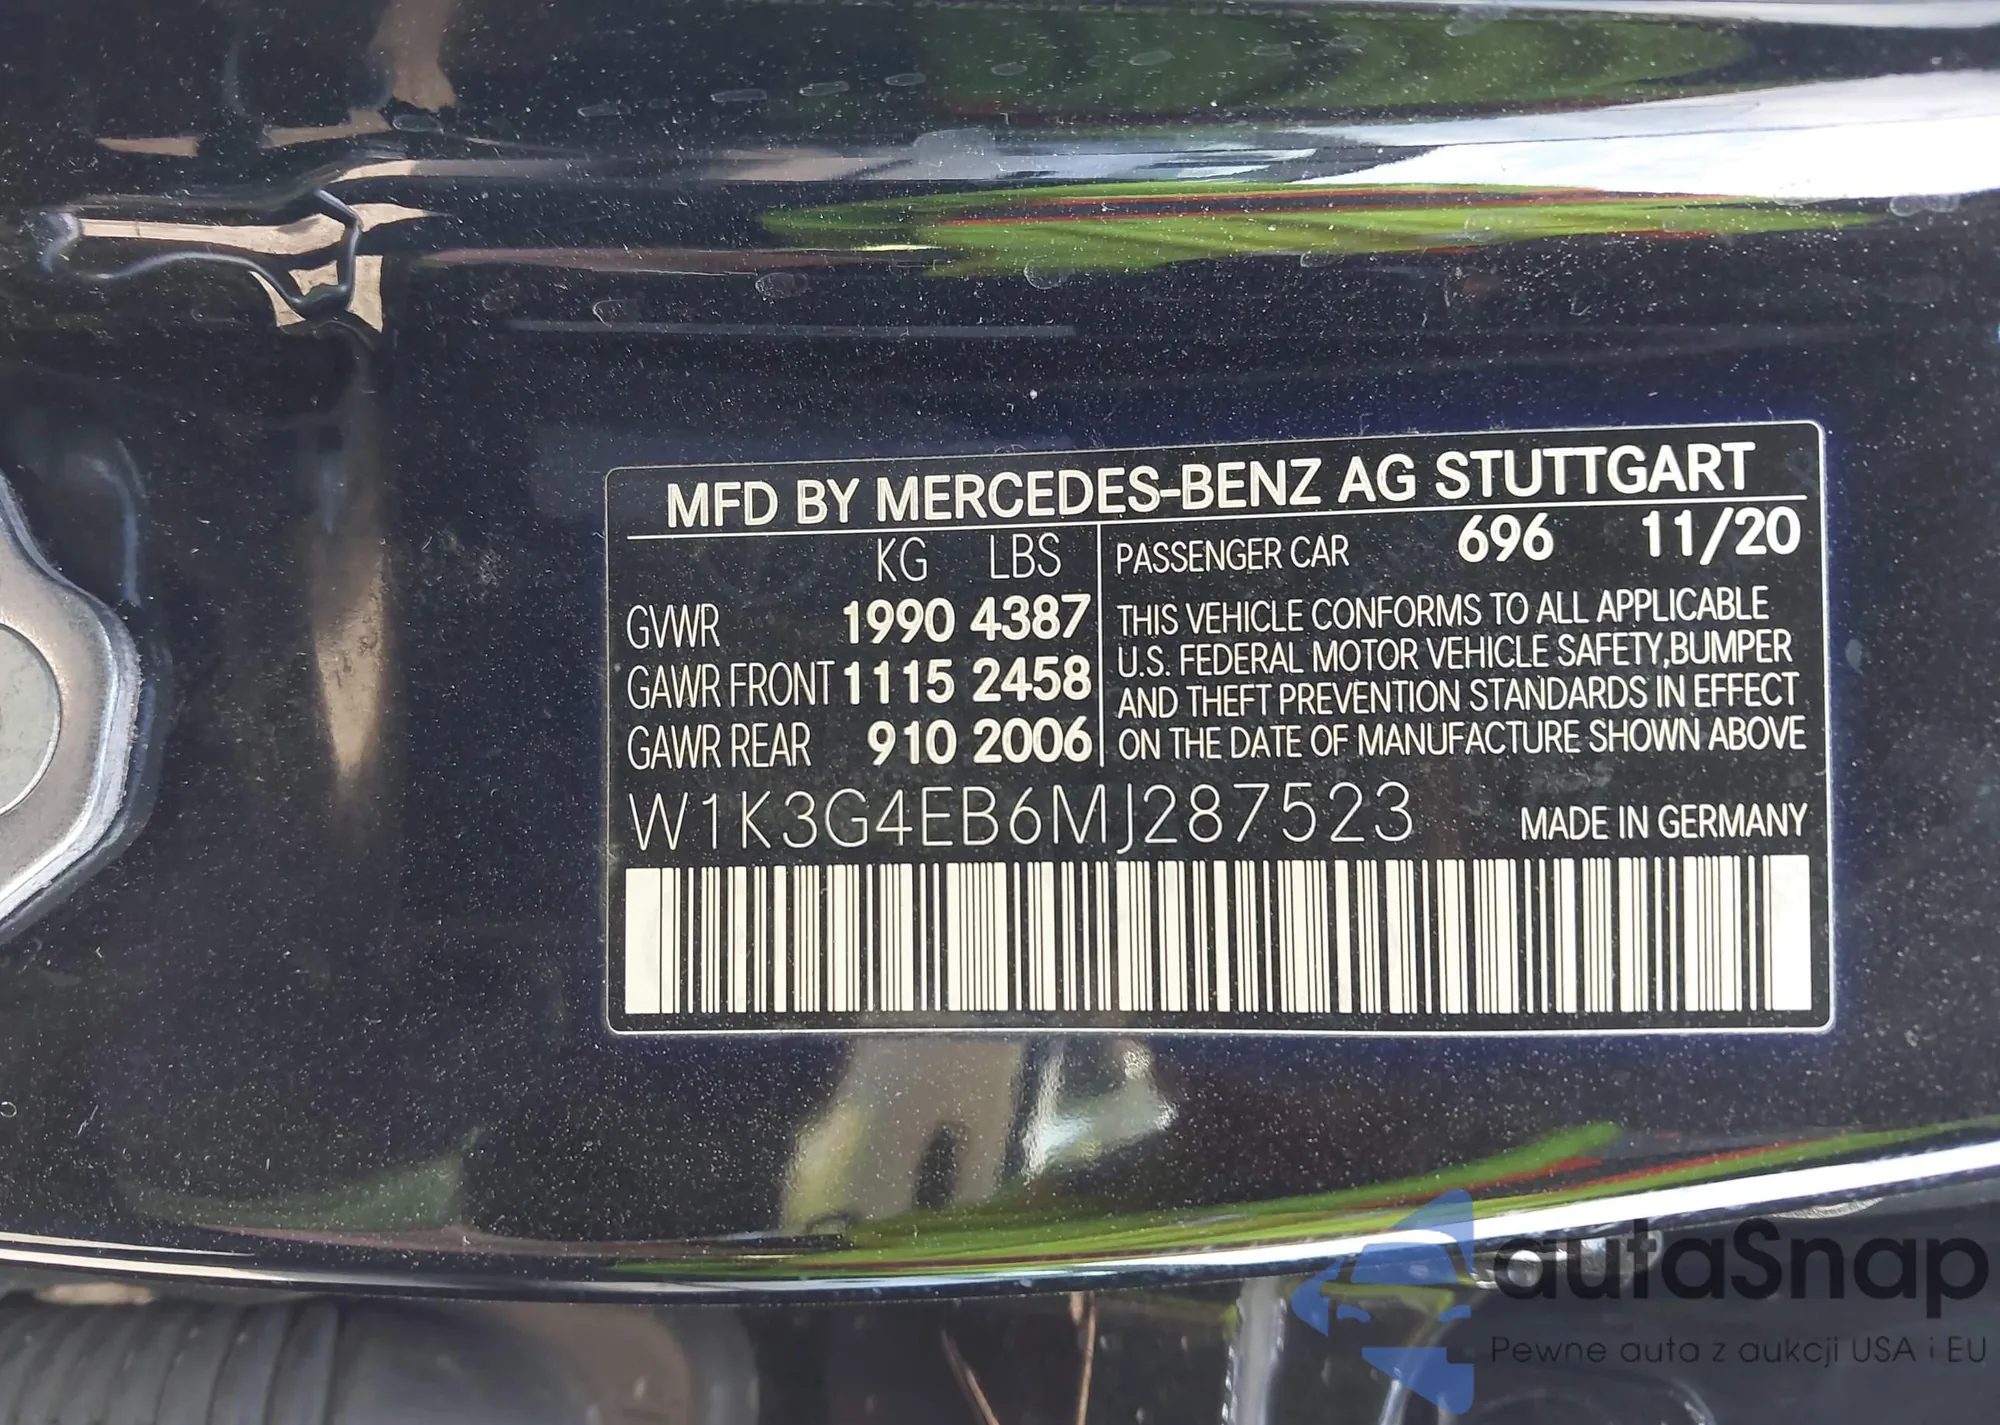 MFD BY MERCEDES-BENZ AG STUTTGART
KG LBS
GVWR 1990 4387
GAWR FRONT 1115 2458
GAWR REAR 910 2006
PASSENGER CAR 696 11/20
THIS VEHICLE CONFORMS TO ALL APPLICABLE
U.S. FEDERAL MOTOR VEHICLE SAFETY,BUMPER
AND THEFT PREVENTION STANDARDS IN EFFECT
ON THE DATE OF MANUFACTURE SHOWN ABOVE
W1K3G4EB6MJ287523 MADE IN GERMANY
autaSnap
Pewne auta z aukcji USA i EU